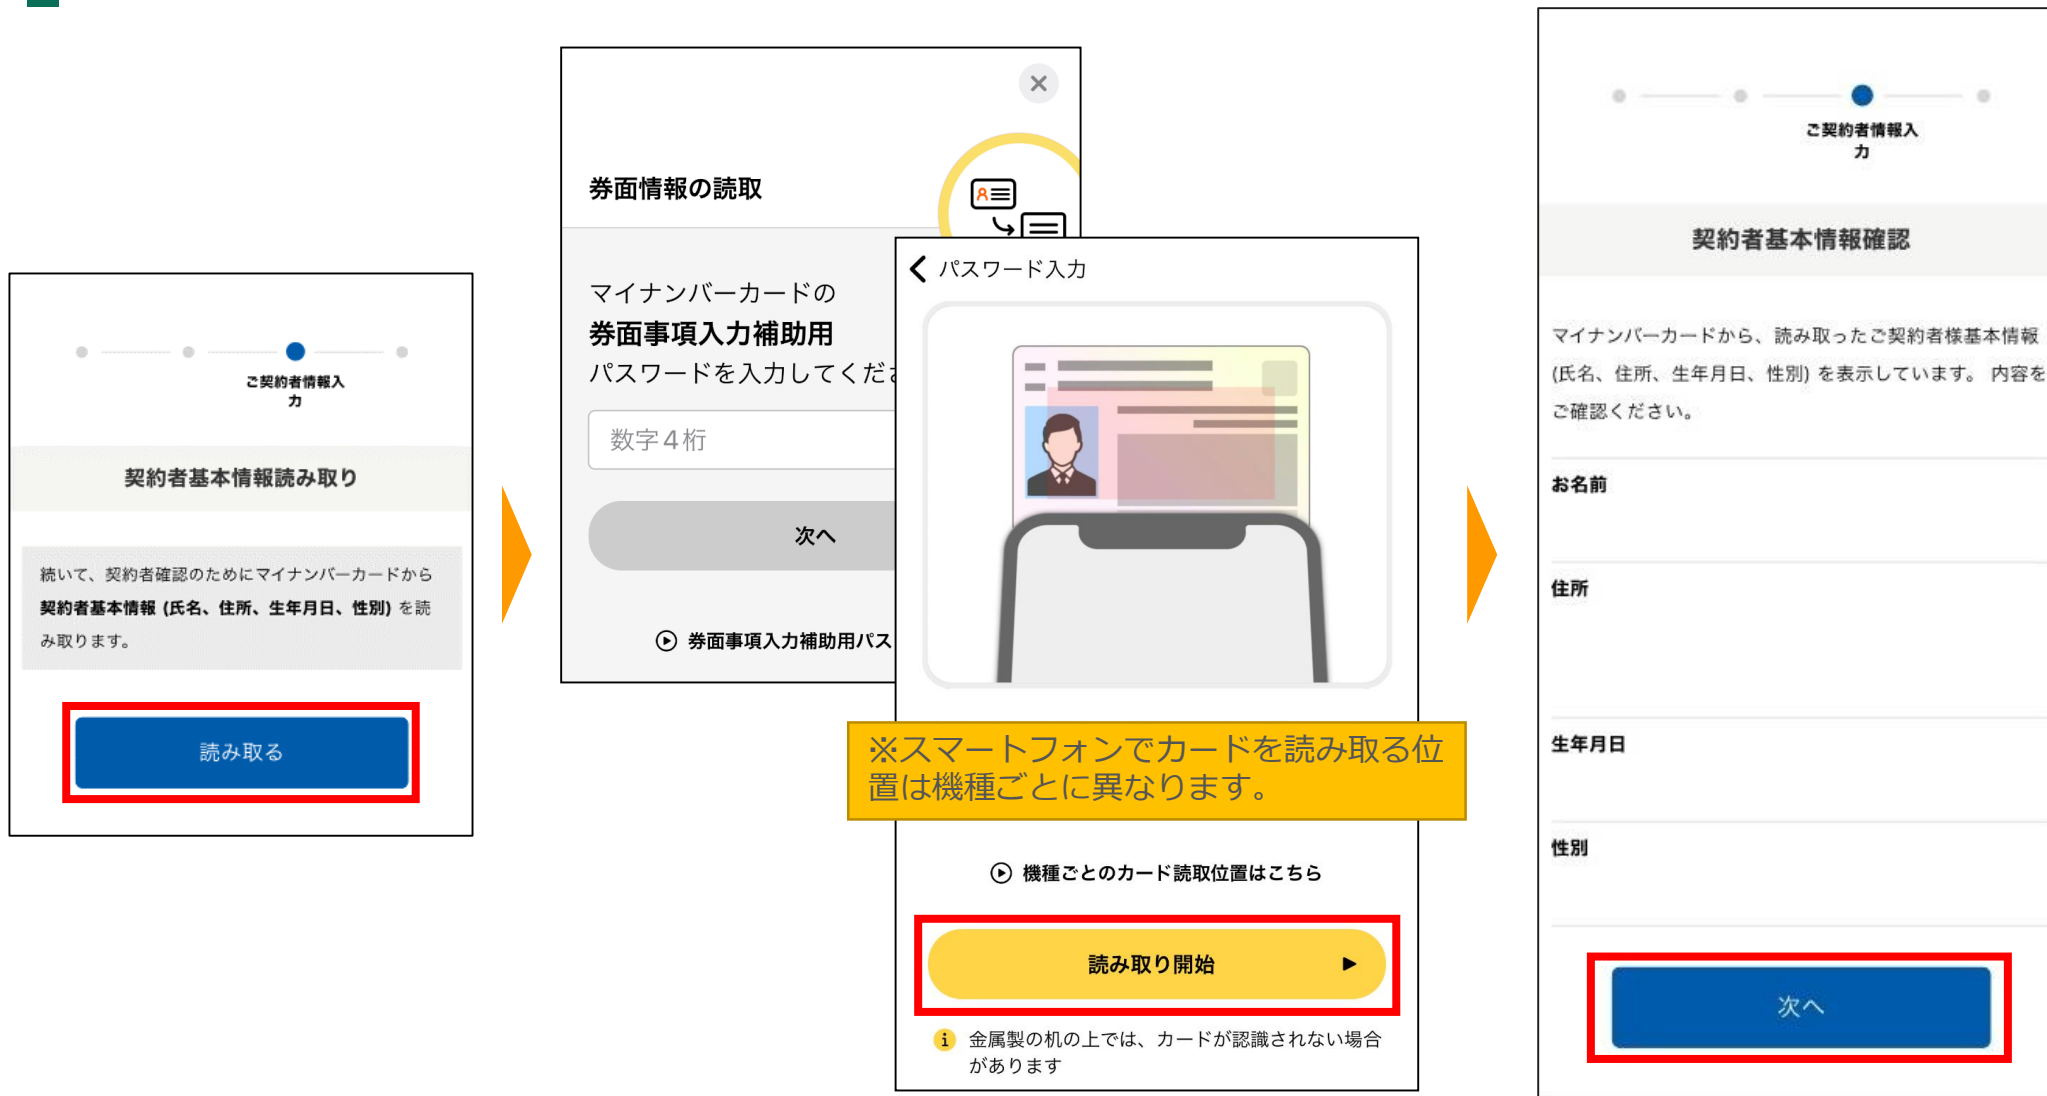 ご契約者情報入
力
契約者基本情報読み取り
続いて、契約者確認のためにマイナンバーカードから
契約者基本情報 (氏名、住所、生年月日、性別) を読
み取ります。
読み取る
券面情報の読取
マイナンバーカードの
券面事項入力補助用
パスワードを入力してくだ
数字4桁
次へ
券面事項入力補助用パス
パスワード入力
※スマートフォンでカードを読み取る位
置は機種ごとに異なります。
機種ごとのカード読取位置はこちら
読み取り開始
金属製の机の上では、カードが認識されない場合
があります
ご契約者情報入
力
契約者基本情報確認
マイナンバーカードから、読み取ったご契約者様基本情報
(氏名、住所、生年月日、性別) を表示しています。 内容を
ご確認ください。
お名前
住所
生年月日
性別
次へ